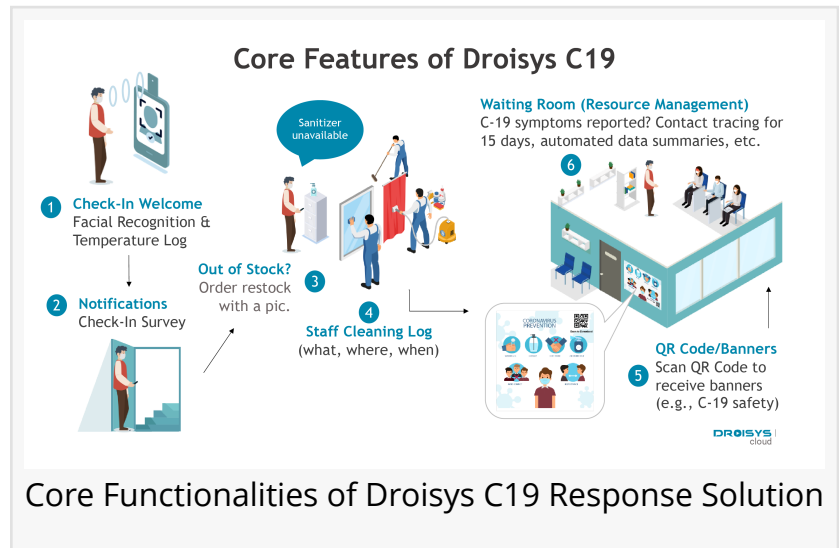 Core Features of Droisys C19
Sanitizer
unavailable
1
Check-In Welcome
Facial Recognition &
Temperature Log
2
Notifications
Check-In Survey
Out of Stock?
Order restock
with a pic.
3
4
Staff Cleaning Log
(what, where, when)
CORONAVIRUS
PREVENTION
5
QR Code/Banners
Scan QR Code to
receive banners
(e.g., C-19 safety)
Waiting Room (Resource Management)
C-19 symptoms reported? Contact tracing for
15 days, automated data summaries, etc.
6
DROISYS
cloud
Core Functionalities of Droisys C19 Response Solution